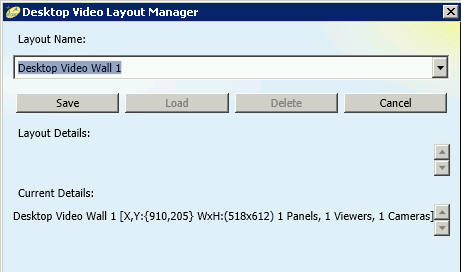 Desktop Video Layout Manager
Layout Name:
Desktop Video Wall 1
Save Load Delete Cancel
Layout Details:
Current Details:
Desktop Video Wall 1 [X,Y:{910,205} WxH:(518x612) 1 Panels, 1 Viewers, 1 Cameras]